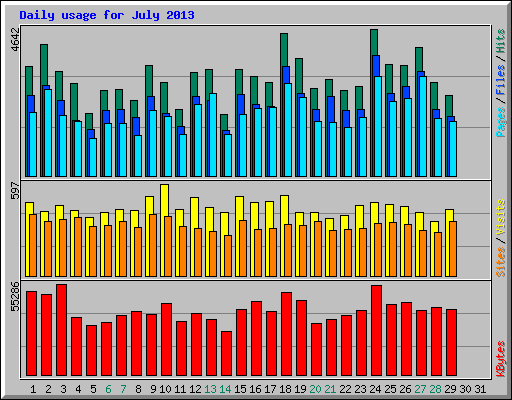 Daily usage for July 2013
4642
Pages / Files / Hits
597
Sites / Visits
55286
KBytes
1 2 3 4 5 6 7 8 9 10 11 12 13 14 15 16 17 18 19 20 21 22 23 24 25 26 27 28 29 30 31